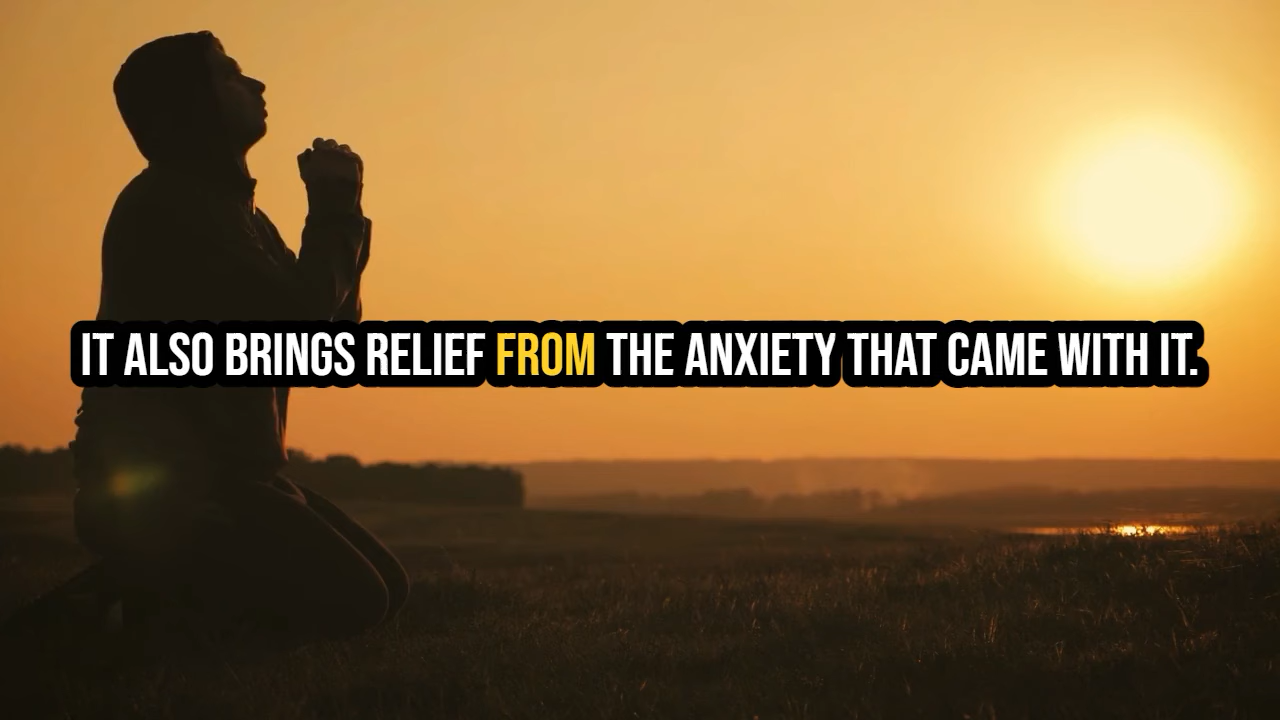 IT ALSO BRINGS RELIEF FROM THE ANXIETY THAT CAME WITH IT.